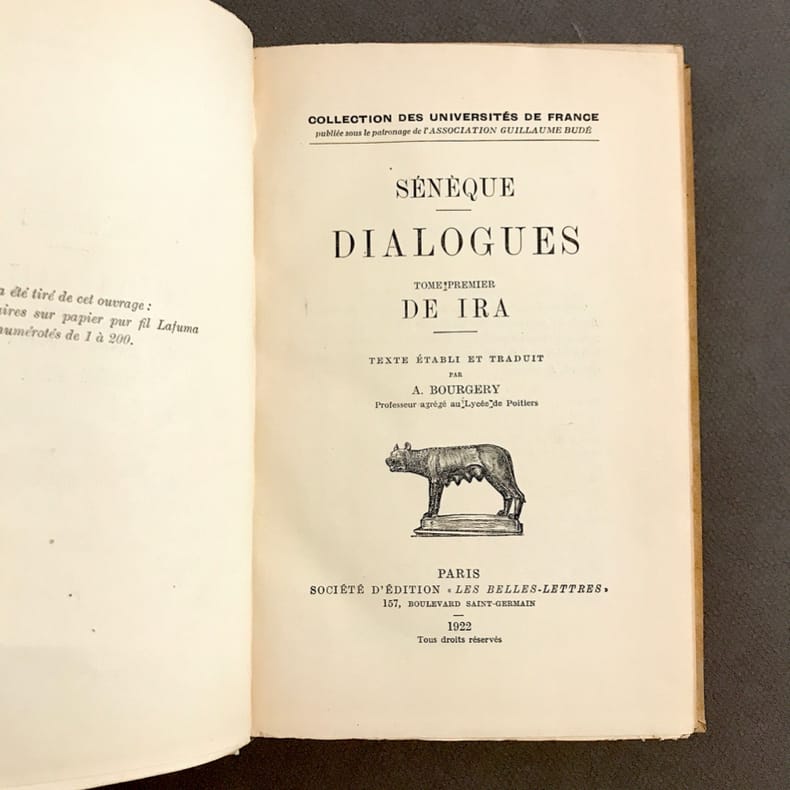 a été tiré de cet ouvrage :
sur papier pur fil Lafuma
numérotés de 1 à 200.
COLLECTION DES UNIVERSITÉS DE FRANCE
publiée sous le patronage de l'ASSOCIATION GUILLAUME BUDÉ
SÉNÈQUE
DIALOGUES
TOME PREMIER
DE IRA
TEXTE ÉTABLI ET TRADUIT
PAR
A. BOURGERY
Professeur agrégé au Lycée de Poitiers
PARIS
SOCIÉTÉ D'ÉDITION « LES BELLES-LETTRES »
157, BOULEVARD SAINT-GERMAIN
1922
Tous droits réservés